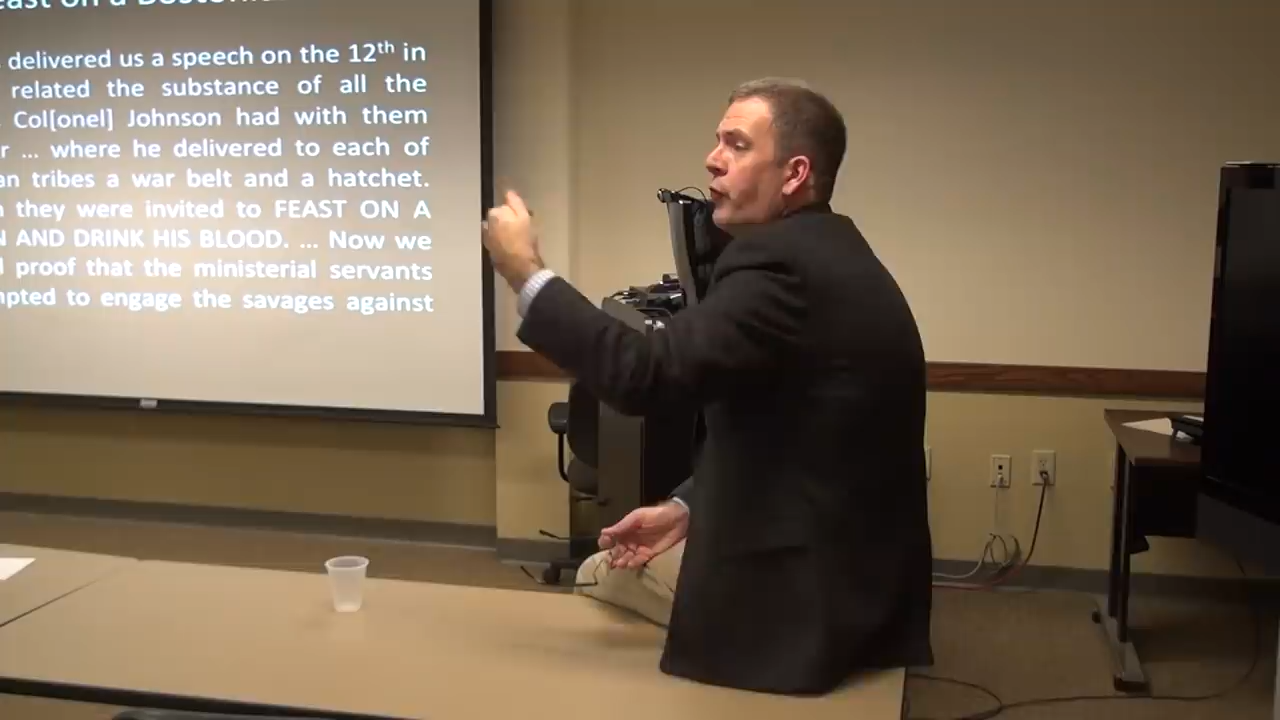 on a
delivered us a speech on the 12th in
related the substance of all the
Col[onel] Johnson had with them
... where he delivered to each of
tribes a war belt and a hatchet.
they were invited to FEAST ON A
AND DRINK HIS BLOOD. ... Now we
proof that the ministerial servants
to engage the savages against